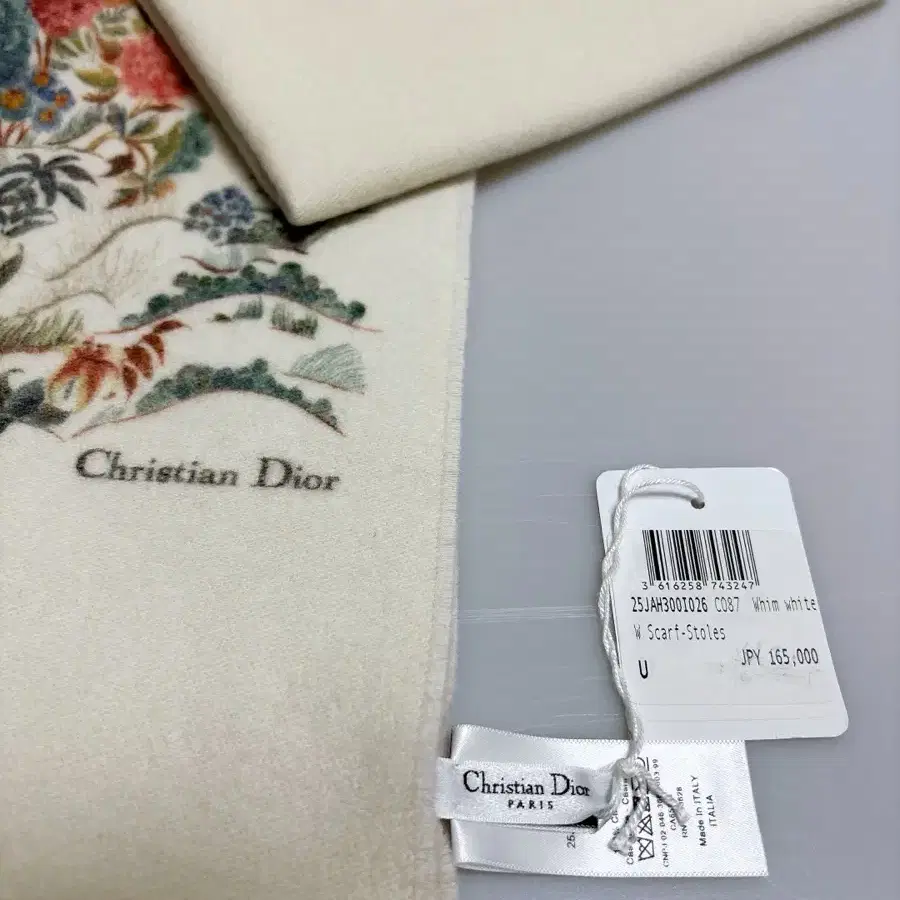 Christian Dior
3 616258 743247
25JAH300I026 C087 Whim white
W Scarf-Stoles
JPY 165,000
U
Christian Dior
PARIS
Made in ITALY
ITALIA